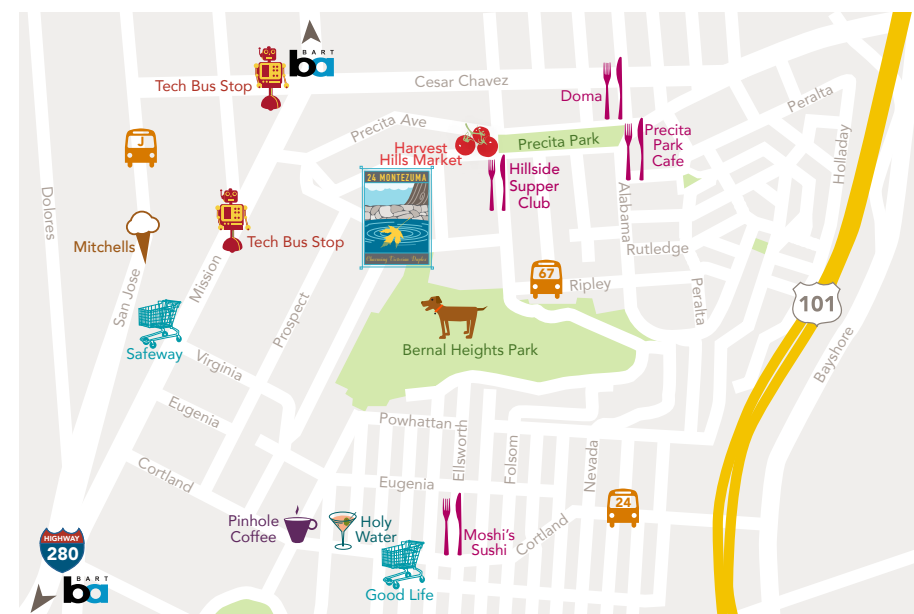 BART
ba
Cesar Chavez
Tech Bus Stop
Doma
Peralta
Precita Ave
J
Harvest
Hills Market
Precita Park
Precita
Park
Cafe
Holladay
24 MONTEZUMA
Hillside
Supper
Club
Dolores
Alabama
Mitchells
Tech Bus Stop
Rutledge
67
Ripley
Mission
San Jose
Prospect
Peralta
101
Safeway
Virginia
Bernal Heights Park
Bayshore
Eugenia
Powhattan
Ellsworth
Folsom
Nevada
Cortland
Eugenia
24
Pinhole
Coffee
Holy
Water
Moshi's
Sushi
Cortland
HIGHWAY
280
Good Life
BART
ba